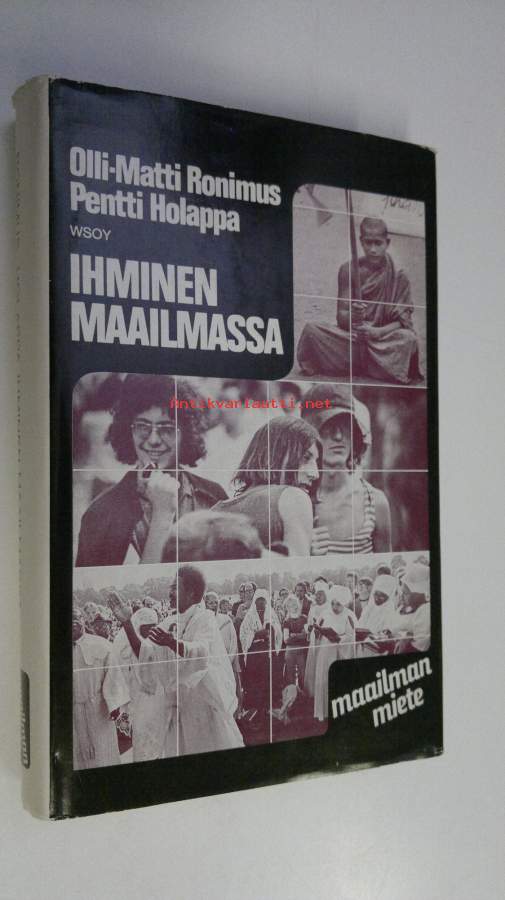 Olli-Matti Ronimus
Pentti Holappa
WSOY
IHMINEN
MAAILMASSA
Antikvariaatti.net
maailman
miete